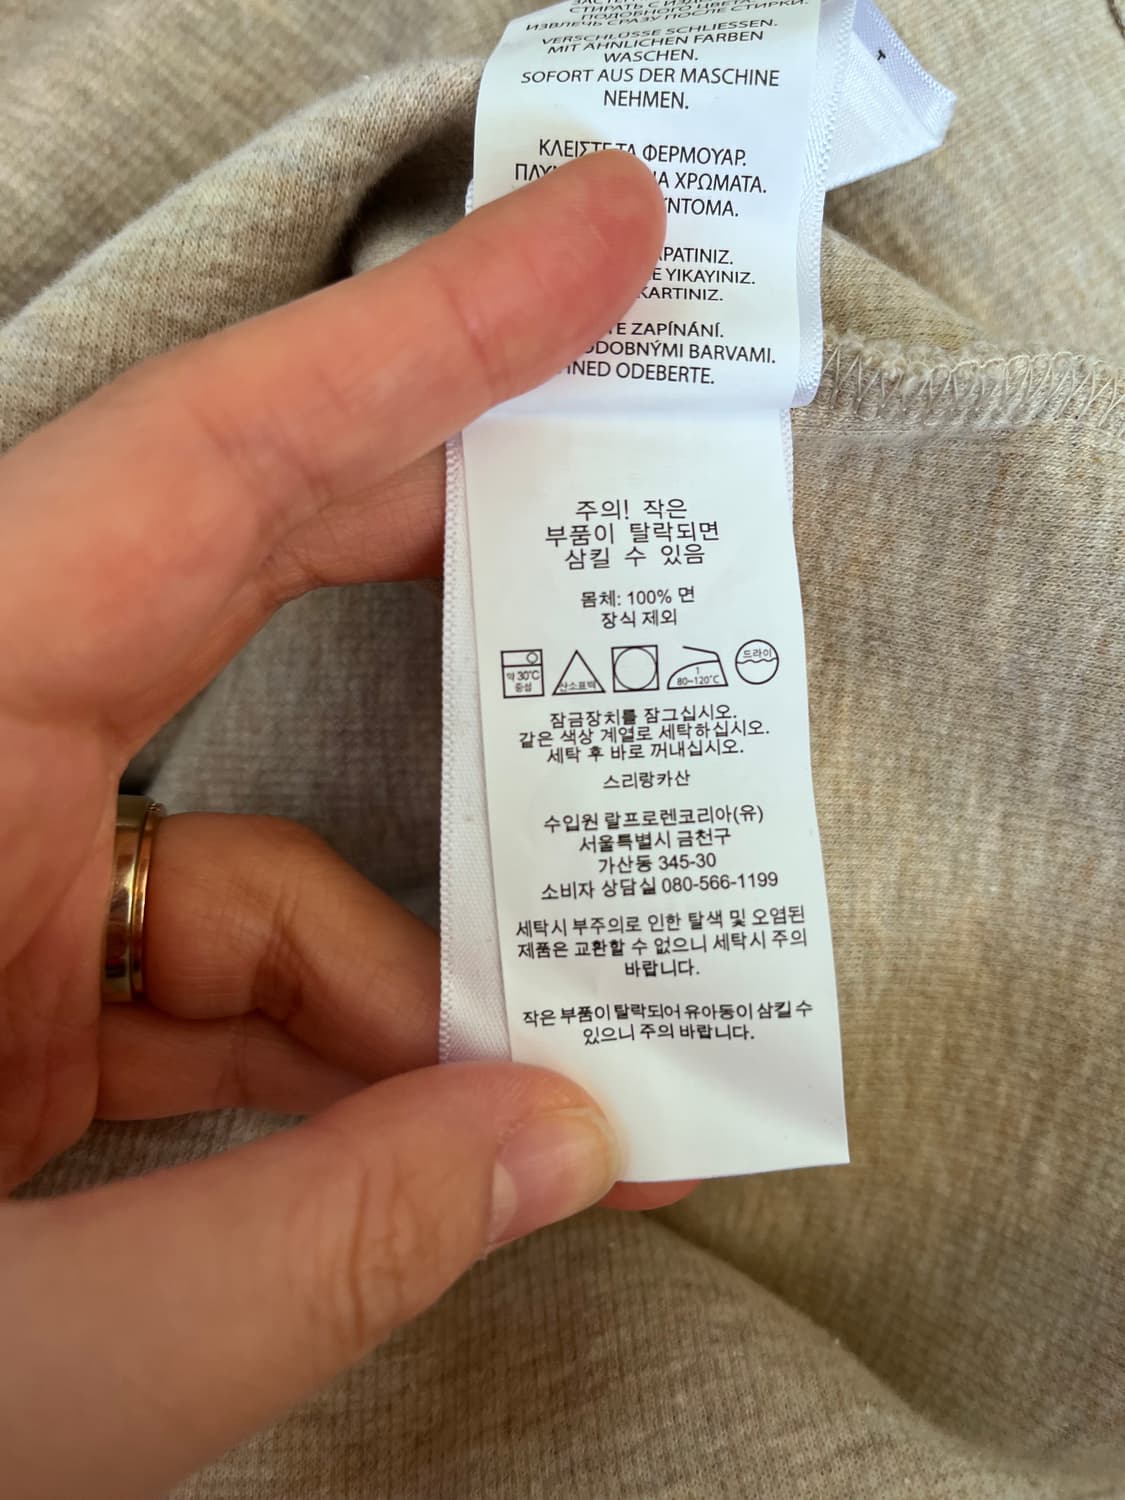 СТИРАТЬ С
ПОДОБНОГО ЦВЕТА.
ИЗВЛЕЧЬ СРАЗУ ПОСЛЕ СТИРКИ.
VERSCHLÜSSE SCHLIESSEN.
MIT ÄHNLICHEN FARBEN
WASCHEN.
SOFORT AUS DER MASCHINE
NEHMEN.
ΚΛΕΙΣΤΕ ΤΑ ΦΕΡΜΟΥΑΡ.
ΧΡΩΜΑΤΑ.
YIKAYINIZ.
ZAPÍNÁNÍ.
BARVAMI.
ODEBERTE.
주의! 작은
부품이 탈락되면
삼킬 수 있음
몸체: 100% 면
장식 제외
약 30℃
중성
산소표백
1
80~120℃
드라이
잠금장치를 잠그십시오.
같은 색상 계열로 세탁하십시오.
세탁 후 바로 꺼내십시오.
스리랑카산
수입원 랄프로렌코리아(유)
서울특별시 금천구
가산동 345-30
소비자 상담실 080-566-1199
세탁시 부주의로 인한 탈색 및 오염된
제품은 교환할 수 없으니 세탁시 주의
바랍니다.
작은 부품이 탈락되어 유아동이 삼킬 수
있으니 주의 바랍니다.